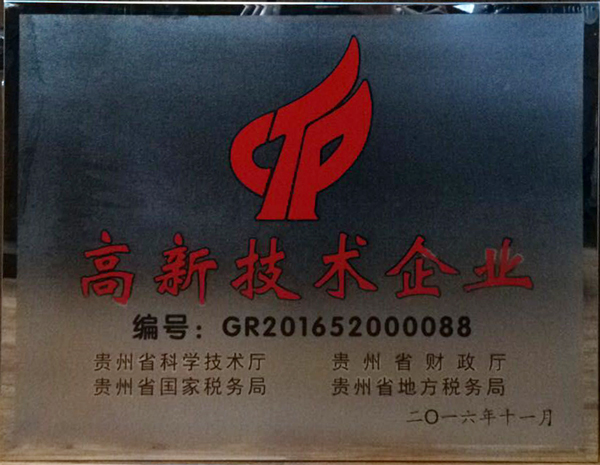 高新技术企业
编号：GR201652000088
贵州省科学技术厅 贵州省财政厅
贵州省国家税务局 贵州省地方税务局
二〇一六年十一月